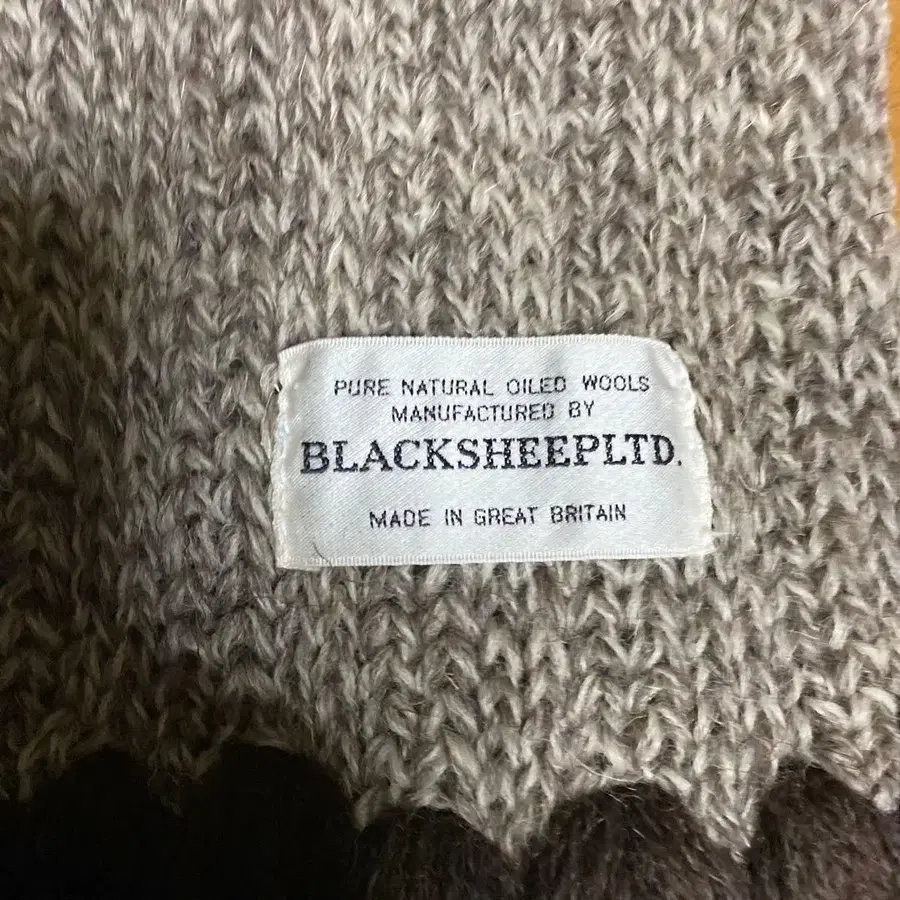 PURE NATURAL OILED WOOLS
MANUFACTURED BY
BLACKSHEEPLTD.
MADE IN GREAT BRITAIN